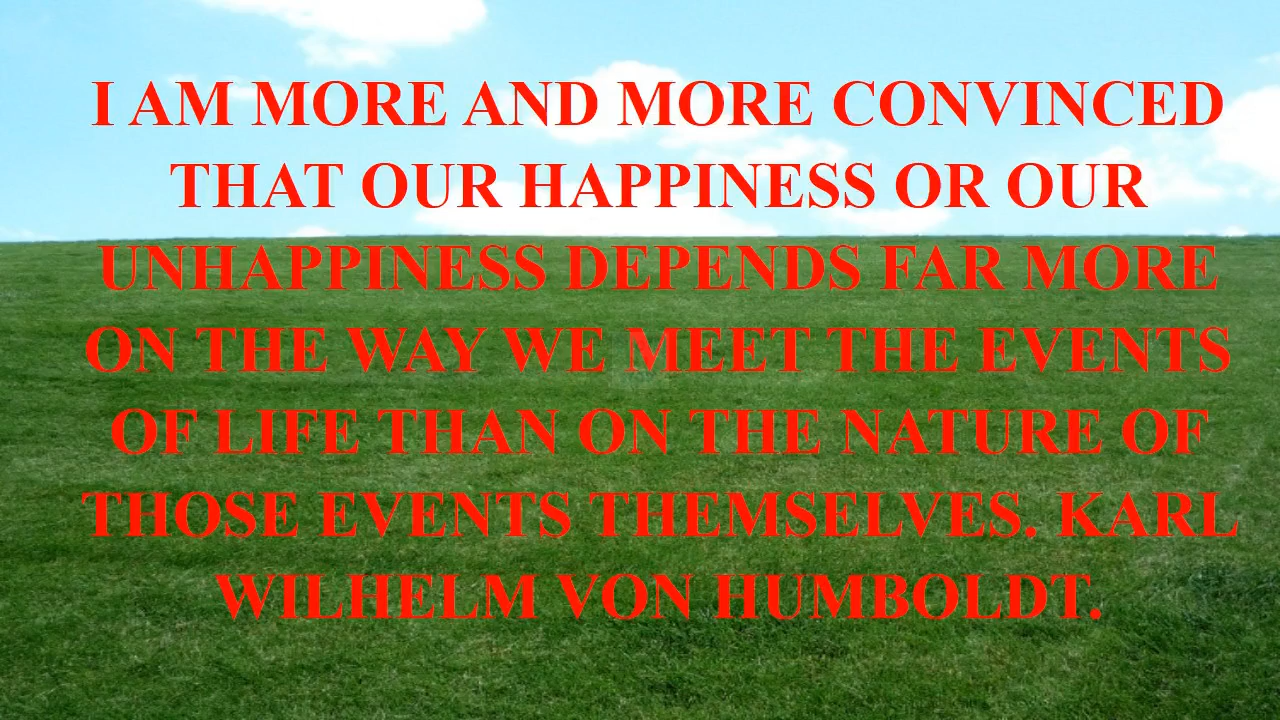 I AM MORE AND MORE CONVINCED
THAT OUR HAPPINESS OR OUR
UNHAPPINESS DEPENDS FAR MORE
ON THE WAY WE MEET THE EVENTS
OF LIFE THAN ON THE NATURE OF
THOSE EVENTS THEMSELVES. KARL
WILHELM VON HUMBOLDT.